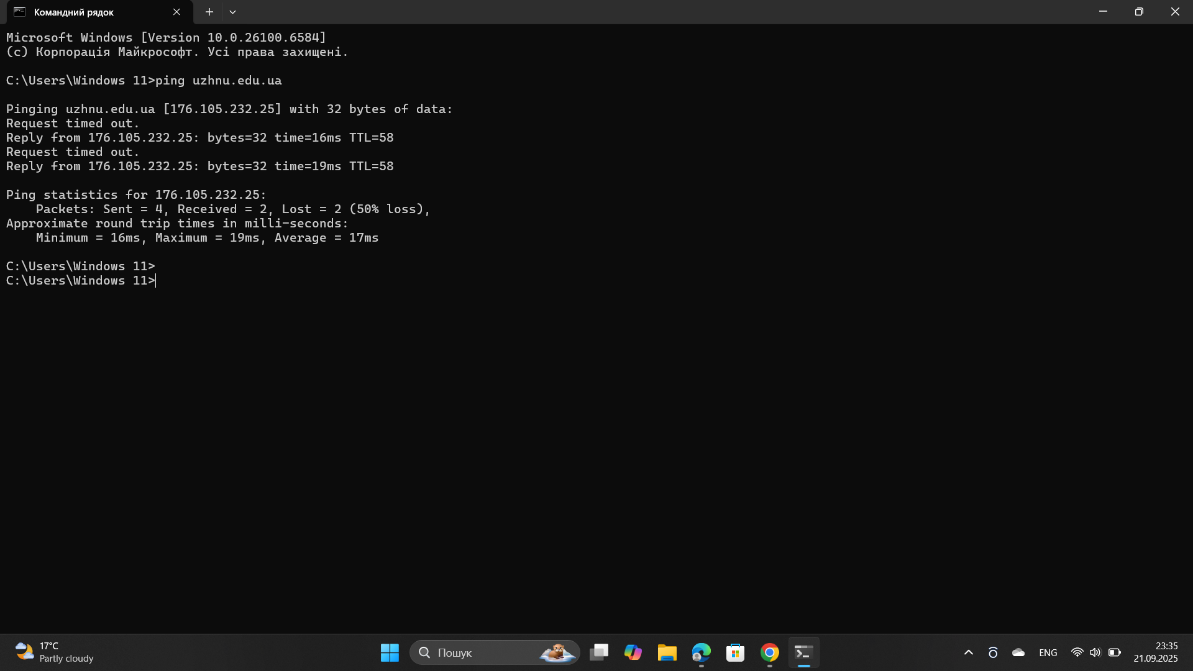 Командний рядок
Microsoft Windows [Version 10.0.26100.6584]
(c) Корпорація Майкрософт. Усі права захищені.
C:\Users\Windows 11>ping uzhnu.edu.ua
Pinging uzhnu.edu.ua [176.105.232.25] with 32 bytes of data:
Request timed out.
Reply from 176.105.232.25: bytes=32 time=16ms TTL=58
Request timed out.
Reply from 176.105.232.25: bytes=32 time=19ms TTL=58
Ping statistics for 176.105.232.25:
    Packets: Sent = 4, Received = 2, Lost = 2 (50% loss),
Approximate round trip times in milli-seconds:
    Minimum = 16ms, Maximum = 19ms, Average = 17ms
C:\Users\Windows 11>
C:\Users\Windows 11>
17°C
Partly cloudy
Пошук
ENG
23:35
21.09.2025